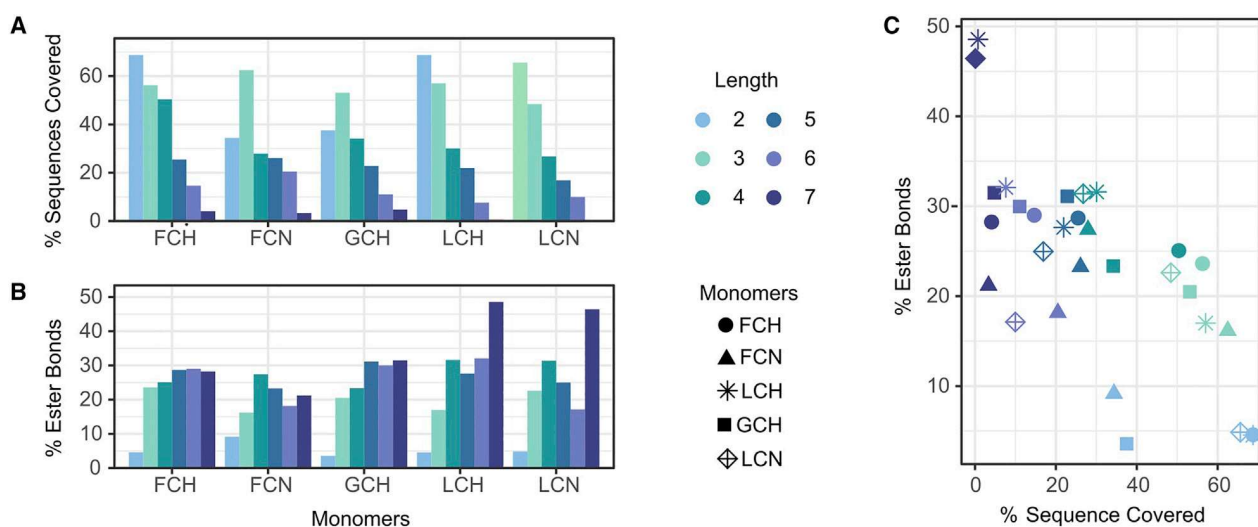 A
% Sequences Covered
60
40
20
0
FCH FCN GCH LCH LCN
B
% Ester Bonds
50
40
30
20
10
0
FCH FCN GCH LCH LCN
Monomers
Length
2 5
3 6
4 7
Monomers
FCH
FCN
LCH
GCH
LCN
C
% Ester Bonds
50
40
30
20
10
0 20 40 60
% Sequence Covered